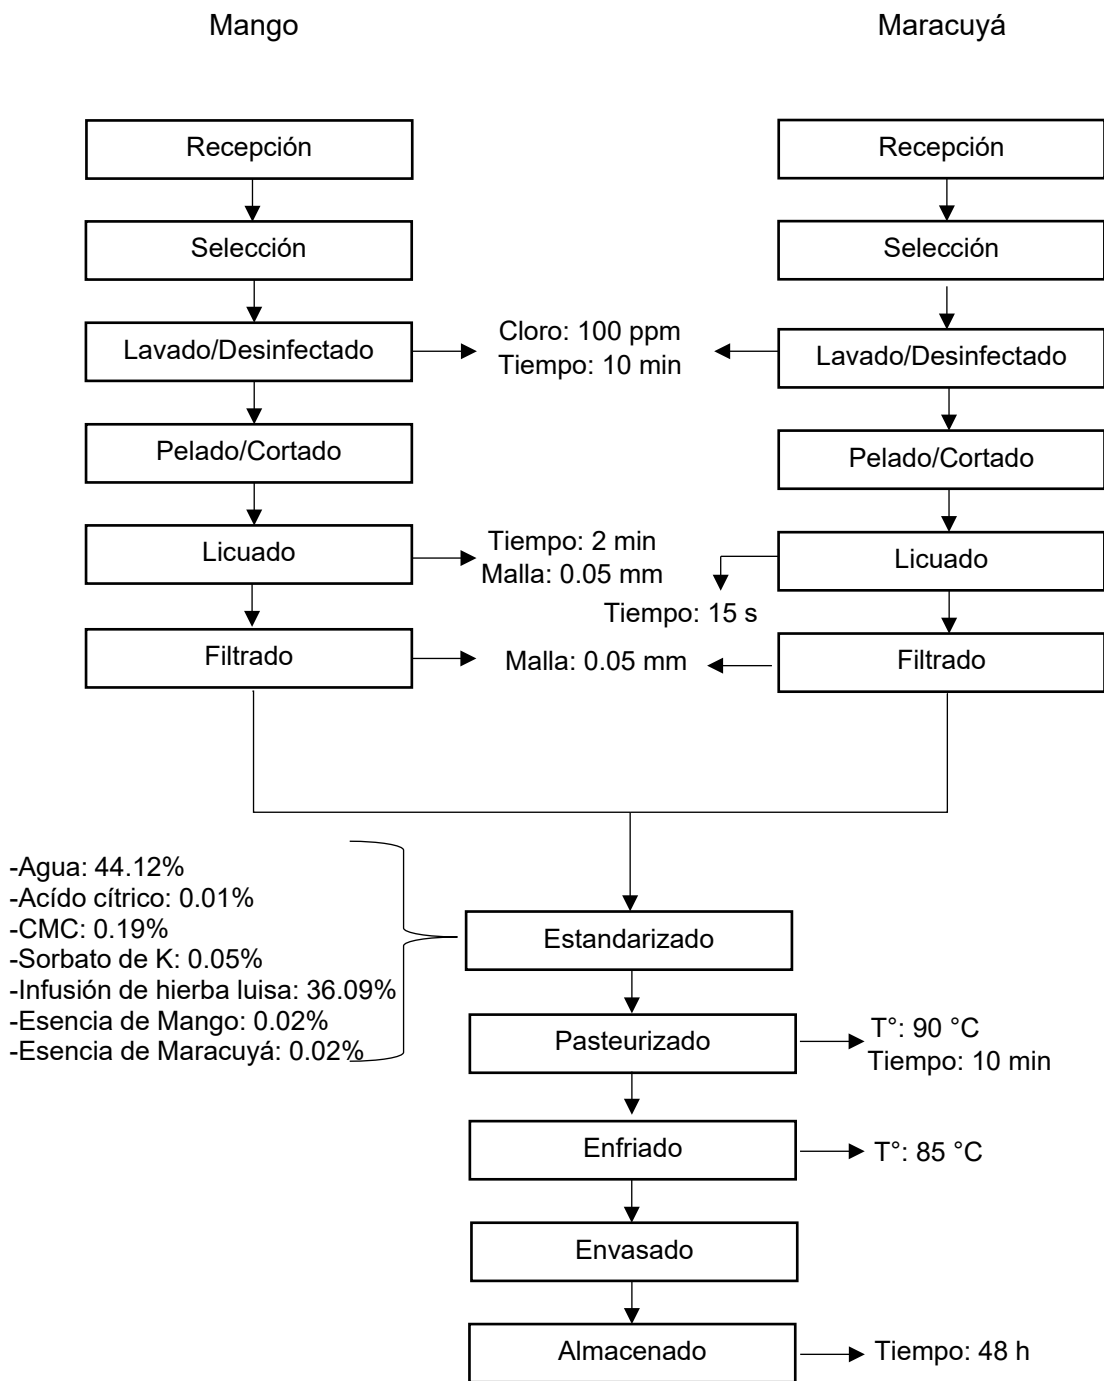 Mango
Maracuyá
Recepción
Recepción
Selección
Selección
Lavado/Desinfectado
Cloro: 100 ppm
Tiempo: 10 min
Lavado/Desinfectado
Pelado/Cortado
Pelado/Cortado
Licuado
Tiempo: 2 min
Malla: 0.05 mm
Licuado
Tiempo: 15 s
Filtrado
Malla: 0.05 mm
Filtrado
-Agua: 44.12%
-Acído cítrico: 0.01%
-CMC: 0.19%
-Sorbato de K: 0.05%
-Infusión de hierba luisa: 36.09%
-Esencia de Mango: 0.02%
-Esencia de Maracuyá: 0.02%
Estandarizado
Pasteurizado
T°: 90 °C
Tiempo: 10 min
Enfriado
T°: 85 °C
Envasado
Almacenado
Tiempo: 48 h